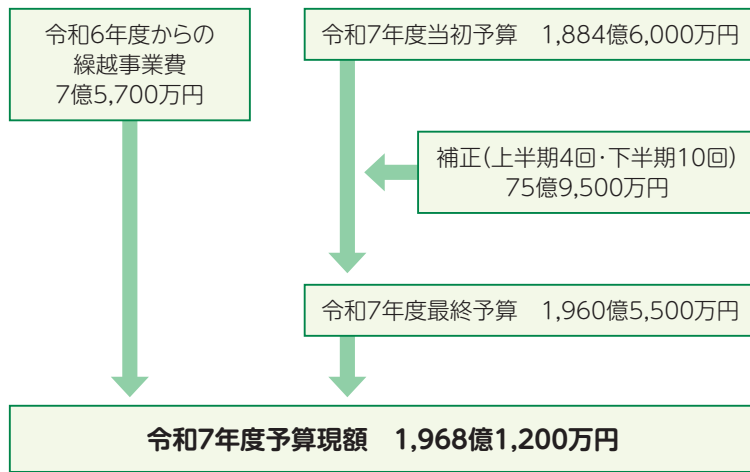 令和6年度からの
繰越事業費
7億5,700万円
令和7年度当初予算　1,884億6,000万円
補正(上半期4回・下半期10回)
75億9,500万円
令和7年度最終予算　1,960億5,500万円
令和7年度予算現額　1,968億1,200万円